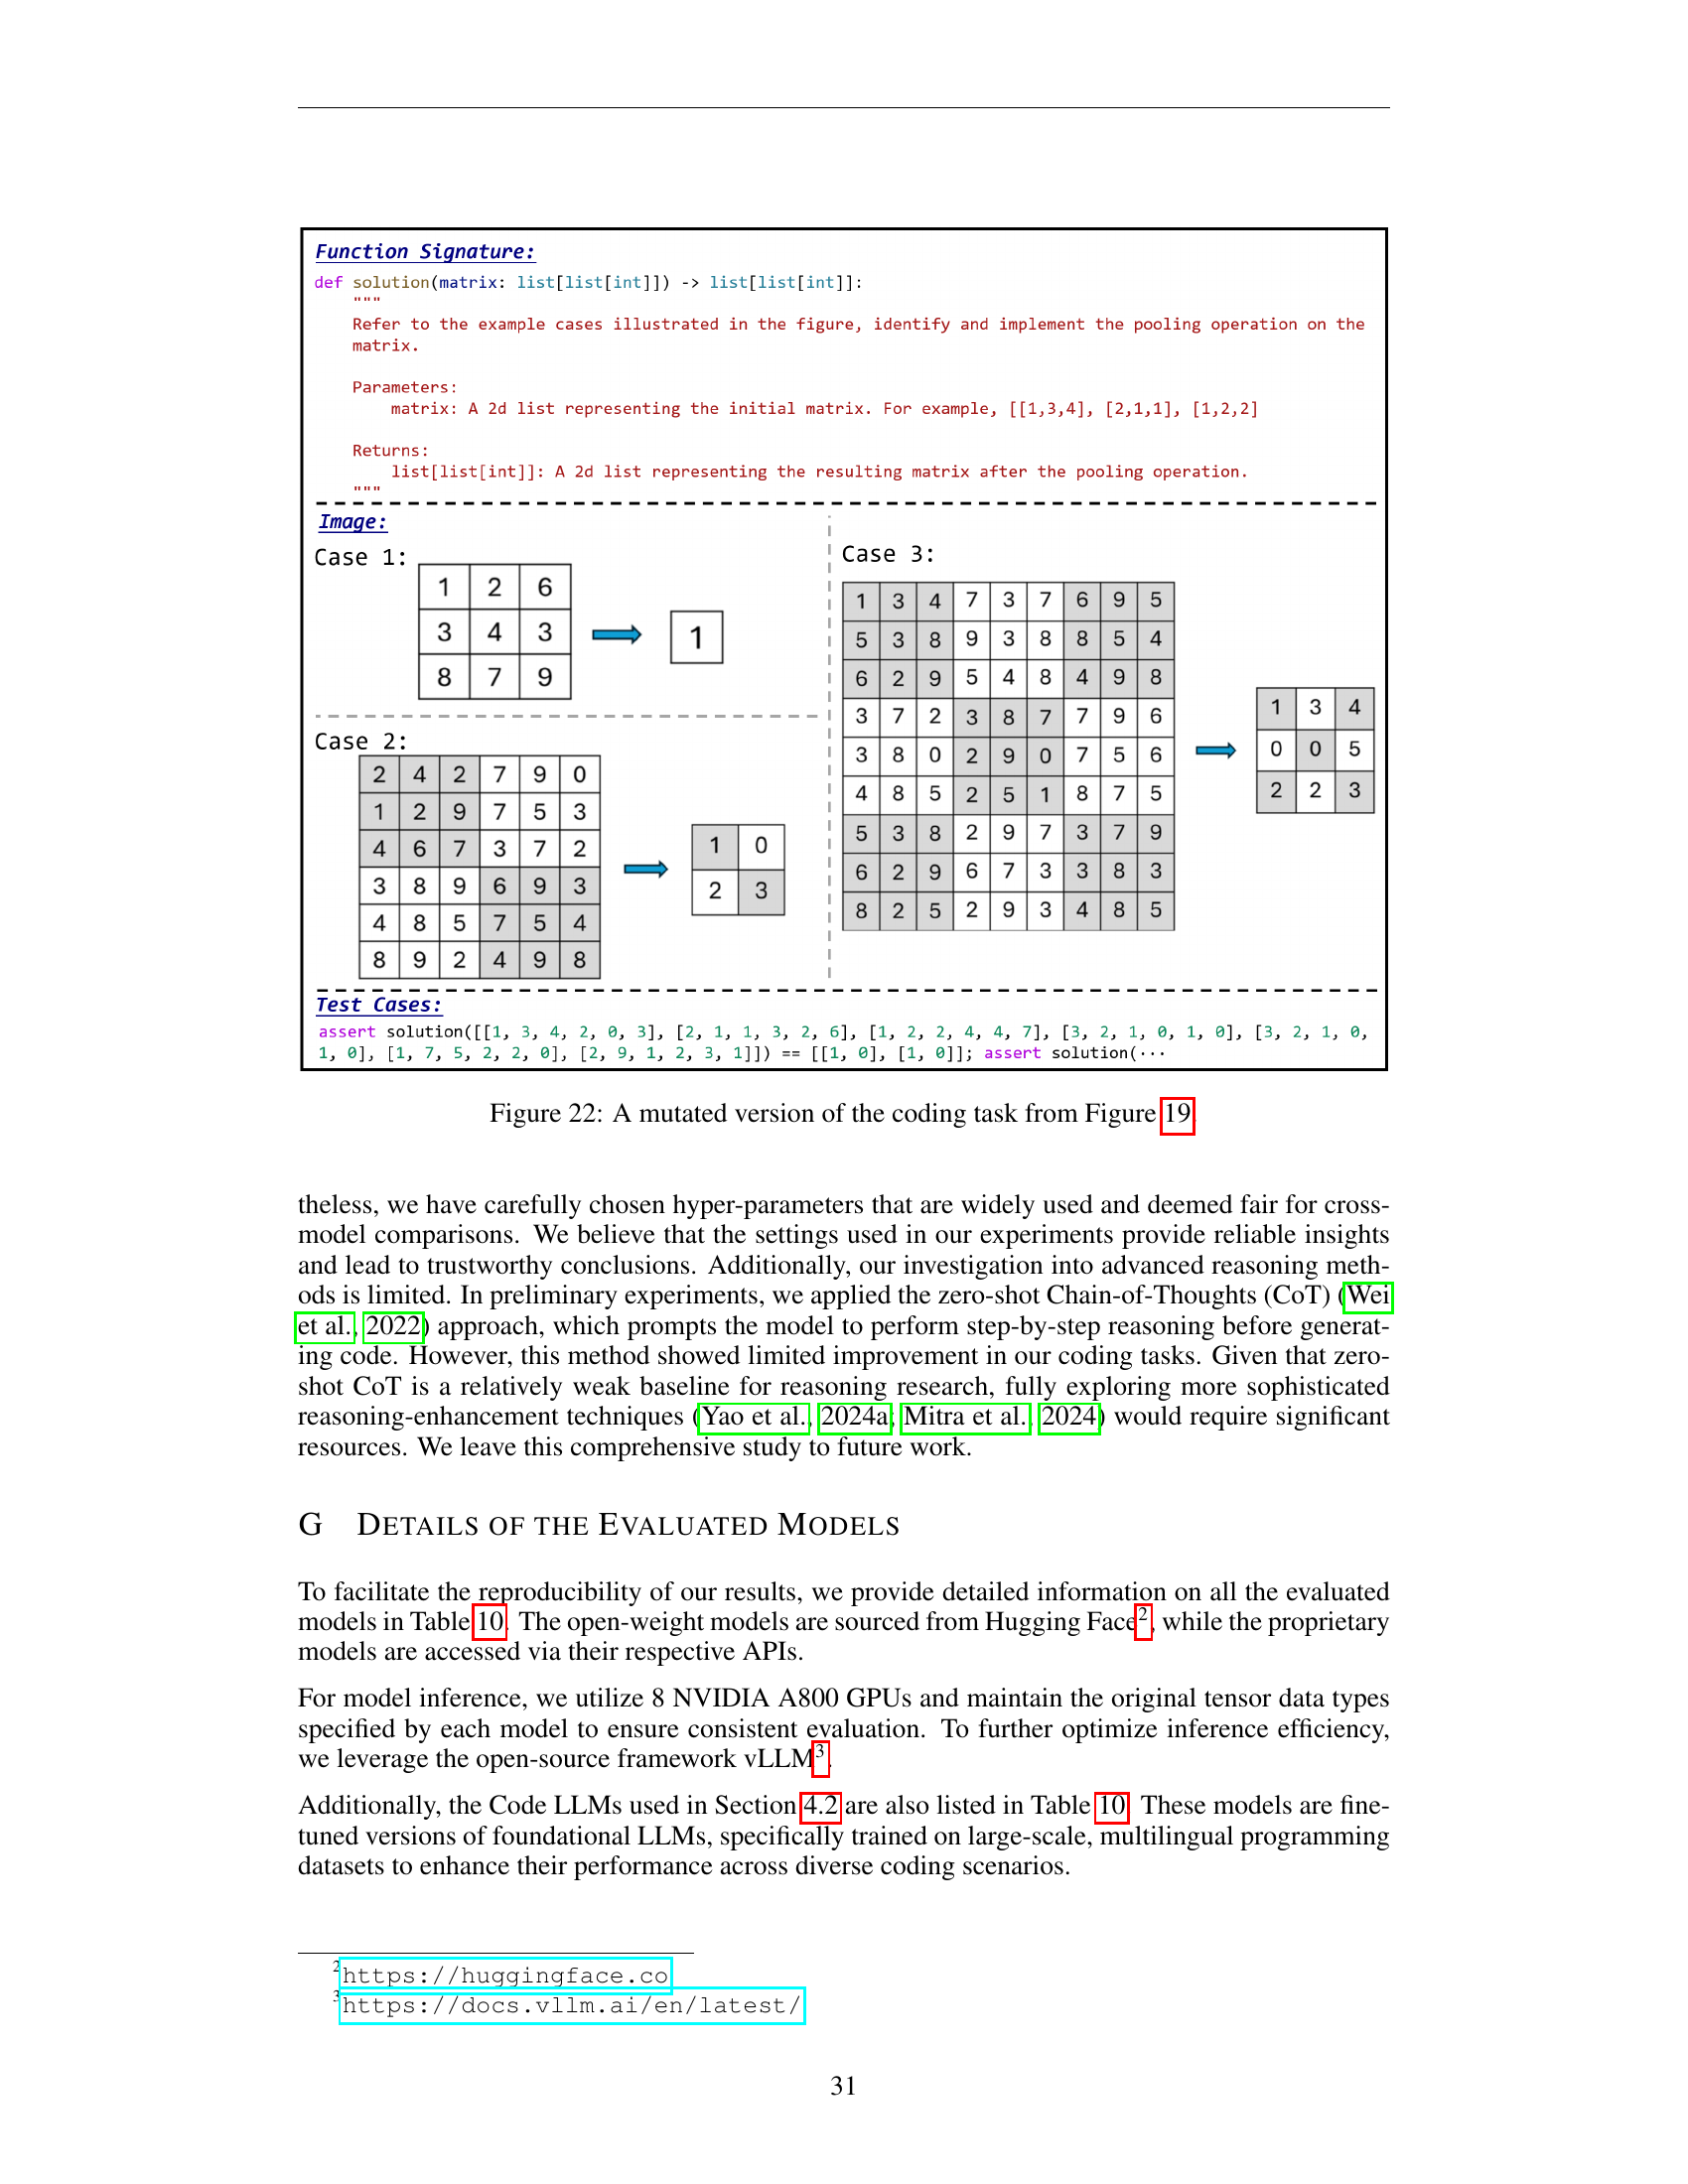 Function Signature:
def solution(matrix: list[list[int]]) -> list[list[int]]:
"""
Refer to the example cases illustrated in the figure, identify and implement the pooling operation on the
matrix.
Parameters:
matrix: A 2d list representing the initial matrix. For example, [[1,3,4], [2,1,1], [1,2,2]
Returns:
list[list[int]]: A 2d list representing the resulting matrix after the pooling operation.
"""
Image:
Case 1:
1 2 6
3 4 3
8 7 9
1
Case 2:
2 4 2 7 9 0
1 2 9 7 5 3
4 6 7 3 7 2
3 8 9 6 9 3
4 8 5 7 5 4
8 9 2 4 9 8
1 0
2 3
Case 3:
1 3 4 7 3 7 6 9 5
5 3 8 9 3 8 8 5 4
6 2 9 5 4 8 4 9 8
3 7 2 3 8 7 7 9 6
3 8 0 2 9 0 7 5 6
4 8 5 2 5 1 8 7 5
5 3 8 2 9 7 3 7 9
6 2 9 6 7 3 3 8 3
8 2 5 2 9 3 4 8 5
1 3 4
0 0 5
2 2 3
Test Cases:
assert solution([[1, 3, 4, 2, 0, 3], [2, 1, 1, 3, 2, 6], [1, 2, 2, 4, 4, 7], [3, 2, 1, 0, 1, 0], [3, 2, 1, 0,
1, 0], [1, 7, 5, 2, 2, 0], [2, 9, 1, 2, 3, 1]]) == [[1, 0], [1, 0]]; assert solution(···
Figure 22: A mutated version of the coding task from Figure 19.
theless, we have carefully chosen hyper-parameters that are widely used and deemed fair for cross-
model comparisons. We believe that the settings used in our experiments provide reliable insights
and lead to trustworthy conclusions. Additionally, our investigation into advanced reasoning meth-
ods is limited. In preliminary experiments, we applied the zero-shot Chain-of-Thoughts (CoT) (Wei
et al., 2022) approach, which prompts the model to perform step-by-step reasoning before generat-
ing code. However, this method showed limited improvement in our coding tasks. Given that zero-
shot CoT is a relatively weak baseline for reasoning research, fully exploring more sophisticated
reasoning-enhancement techniques (Yao et al., 2024a; Mitra et al., 2024) would require significant
resources. We leave this comprehensive study to future work.
G DETAILS OF THE EVALUATED MODELS
To facilitate the reproducibility of our results, we provide detailed information on all the evaluated
models in Table 10. The open-weight models are sourced from Hugging Face2, while the proprietary
models are accessed via their respective APIs.
For model inference, we utilize 8 NVIDIA A800 GPUs and maintain the original tensor data types
specified by each model to ensure consistent evaluation. To further optimize inference efficiency,
we leverage the open-source framework vLLM3.
Additionally, the Code LLMs used in Section 4.2 are also listed in Table 10. These models are fine-
tuned versions of foundational LLMs, specifically trained on large-scale, multilingual programming
datasets to enhance their performance across diverse coding scenarios.
2https://huggingface.co
3https://docs.vllm.ai/en/latest/
31